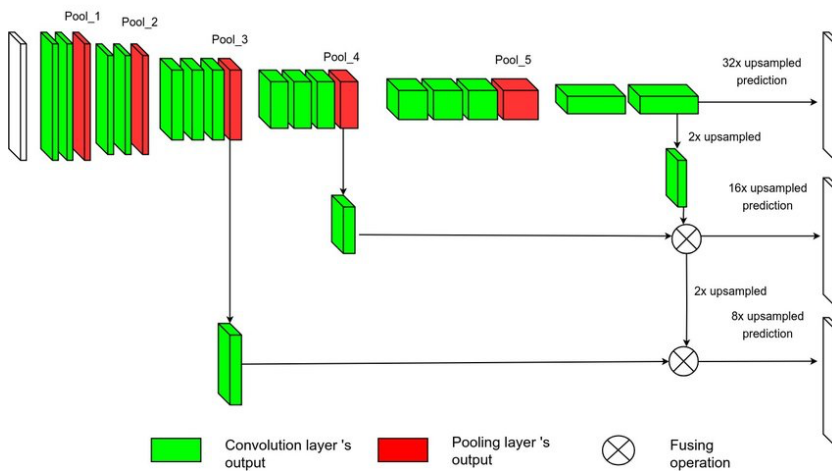 Pool_1
Pool_2
Pool_3
Pool_4
Pool_5
32x upsampled
prediction
2x upsampled
16x upsampled
prediction
2x upsampled
8x upsampled
prediction
Convolution layer 's
output
Pooling layer 's
output
Fusing
operation